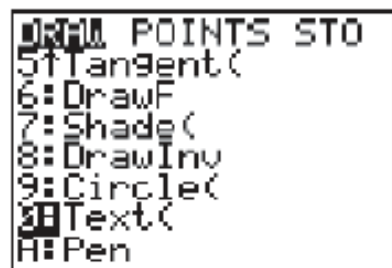 DRAW POINTS STO
5↑Tangent(
6:DrawF
7:Shade(
8:DrawInv
9:Circle(
0:Text(
A:Pen